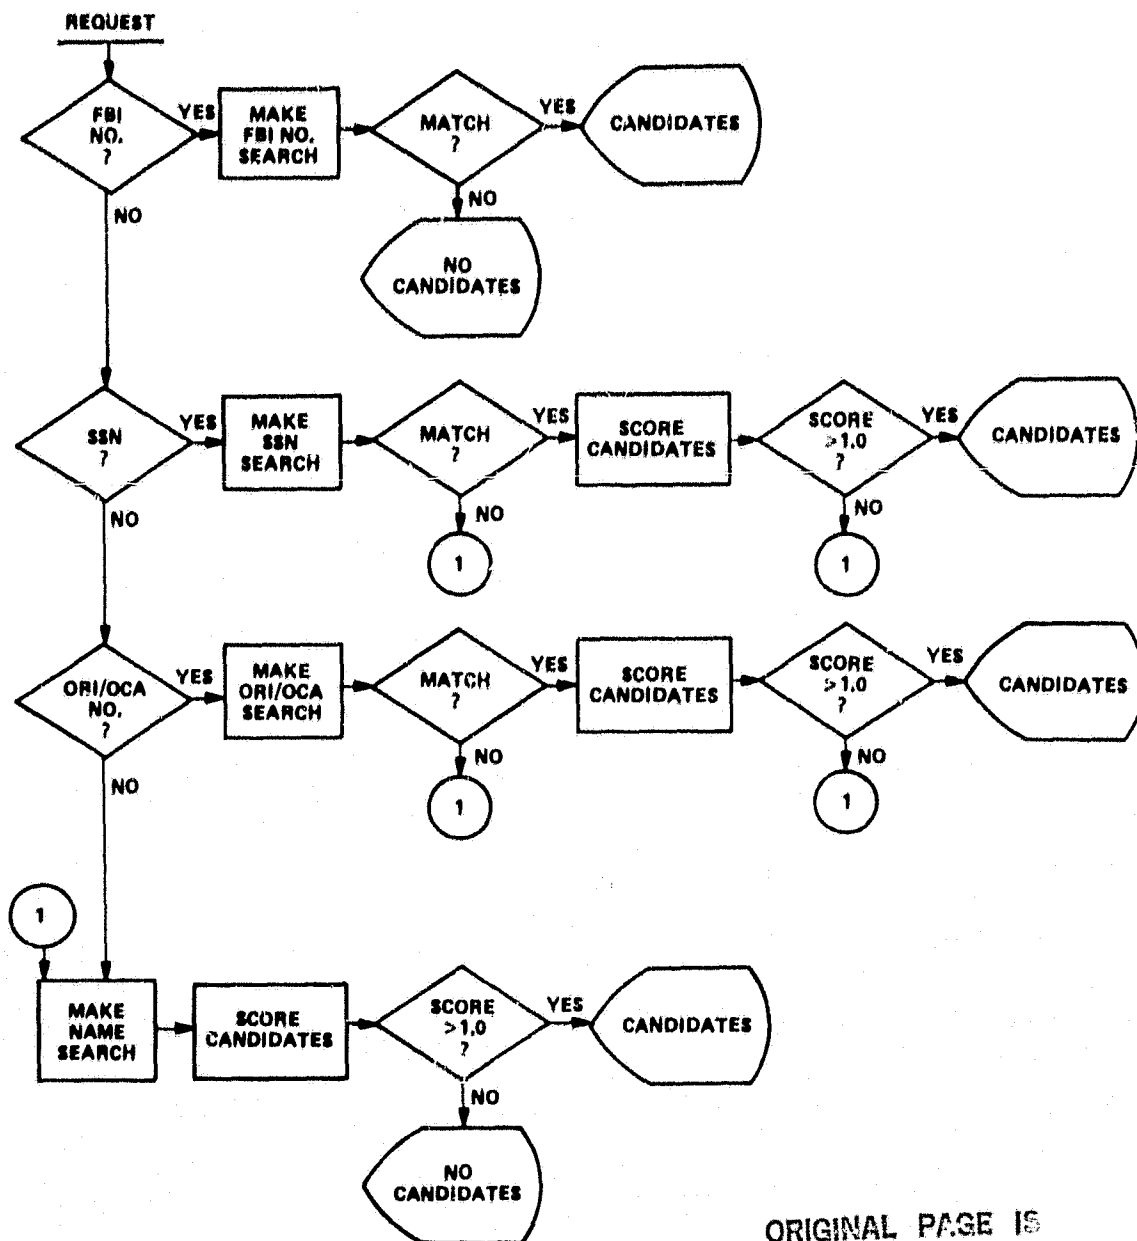 REQUEST
FBI
NO.
?
YES
MAKE
FBI NO.
SEARCH
MATCH
?
YES
CANDIDATES
NO
NO
NO
CANDIDATES
SSN
?
YES
MAKE
SSN
SEARCH
MATCH
?
YES
SCORE
CANDIDATES
SCORE
>1.0
?
YES
CANDIDATES
NO
NO
1
NO
1
ORI/OCA
NO.
?
YES
MAKE
ORI/OCA
SEARCH
MATCH
?
YES
SCORE
CANDIDATES
SCORE
>1.0
?
YES
CANDIDATES
NO
NO
1
NO
1
1
MAKE
NAME
SEARCH
SCORE
CANDIDATES
SCORE
>1.0
?
YES
CANDIDATES
NO
NO
CANDIDATES
ORIGINAL PAGE IS